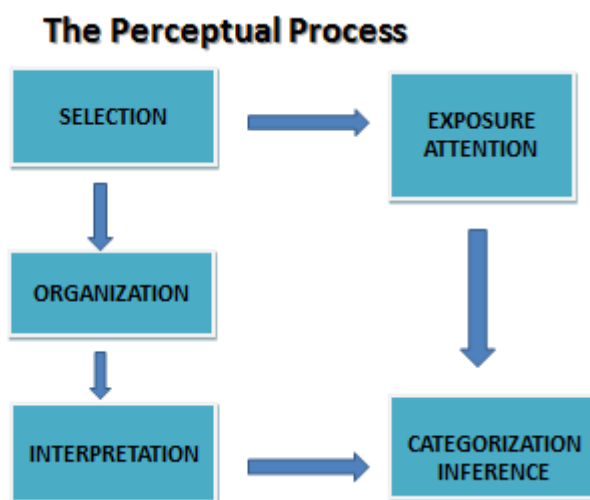 The Perceptual Process
SELECTION
EXPOSURE
ATTENTION
ORGANIZATION
INTERPRETATION
CATEGORIZATION
INFERENCE